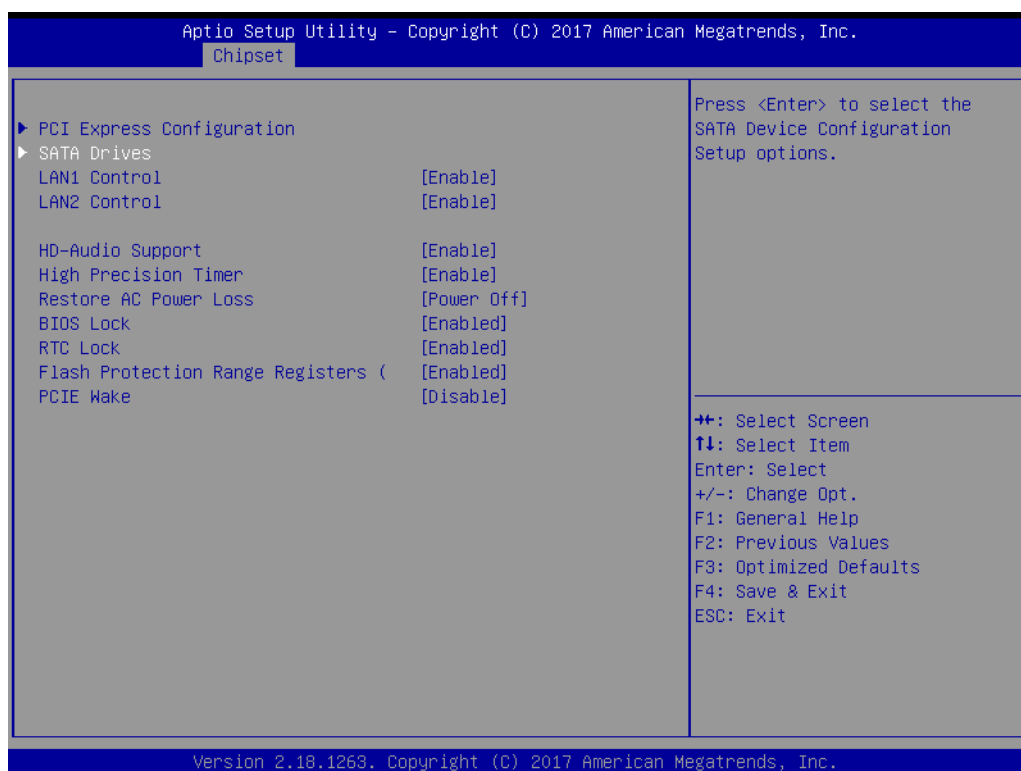 Aptio Setup Utility – Copyright (C) 2017 American Megatrends, Inc.
Chipset
PCI Express Configuration
SATA Drives
LAN1 Control [Enable]
LAN2 Control [Enable]
HD-Audio Support [Enable]
High Precision Timer [Enable]
Restore AC Power Loss [Power Off]
BIOS Lock [Enabled]
RTC Lock [Enabled]
Flash Protection Range Registers ( [Enabled]
PCIE Wake [Disable]
Press <Enter> to select the
SATA Device Configuration
Setup options.
→←: Select Screen
↑↓: Select Item
Enter: Select
+/-: Change Opt.
F1: General Help
F2: Previous Values
F3: Optimized Defaults
F4: Save & Exit
ESC: Exit
Version 2.18.1263. Copyright (C) 2017 American Megatrends, Inc.